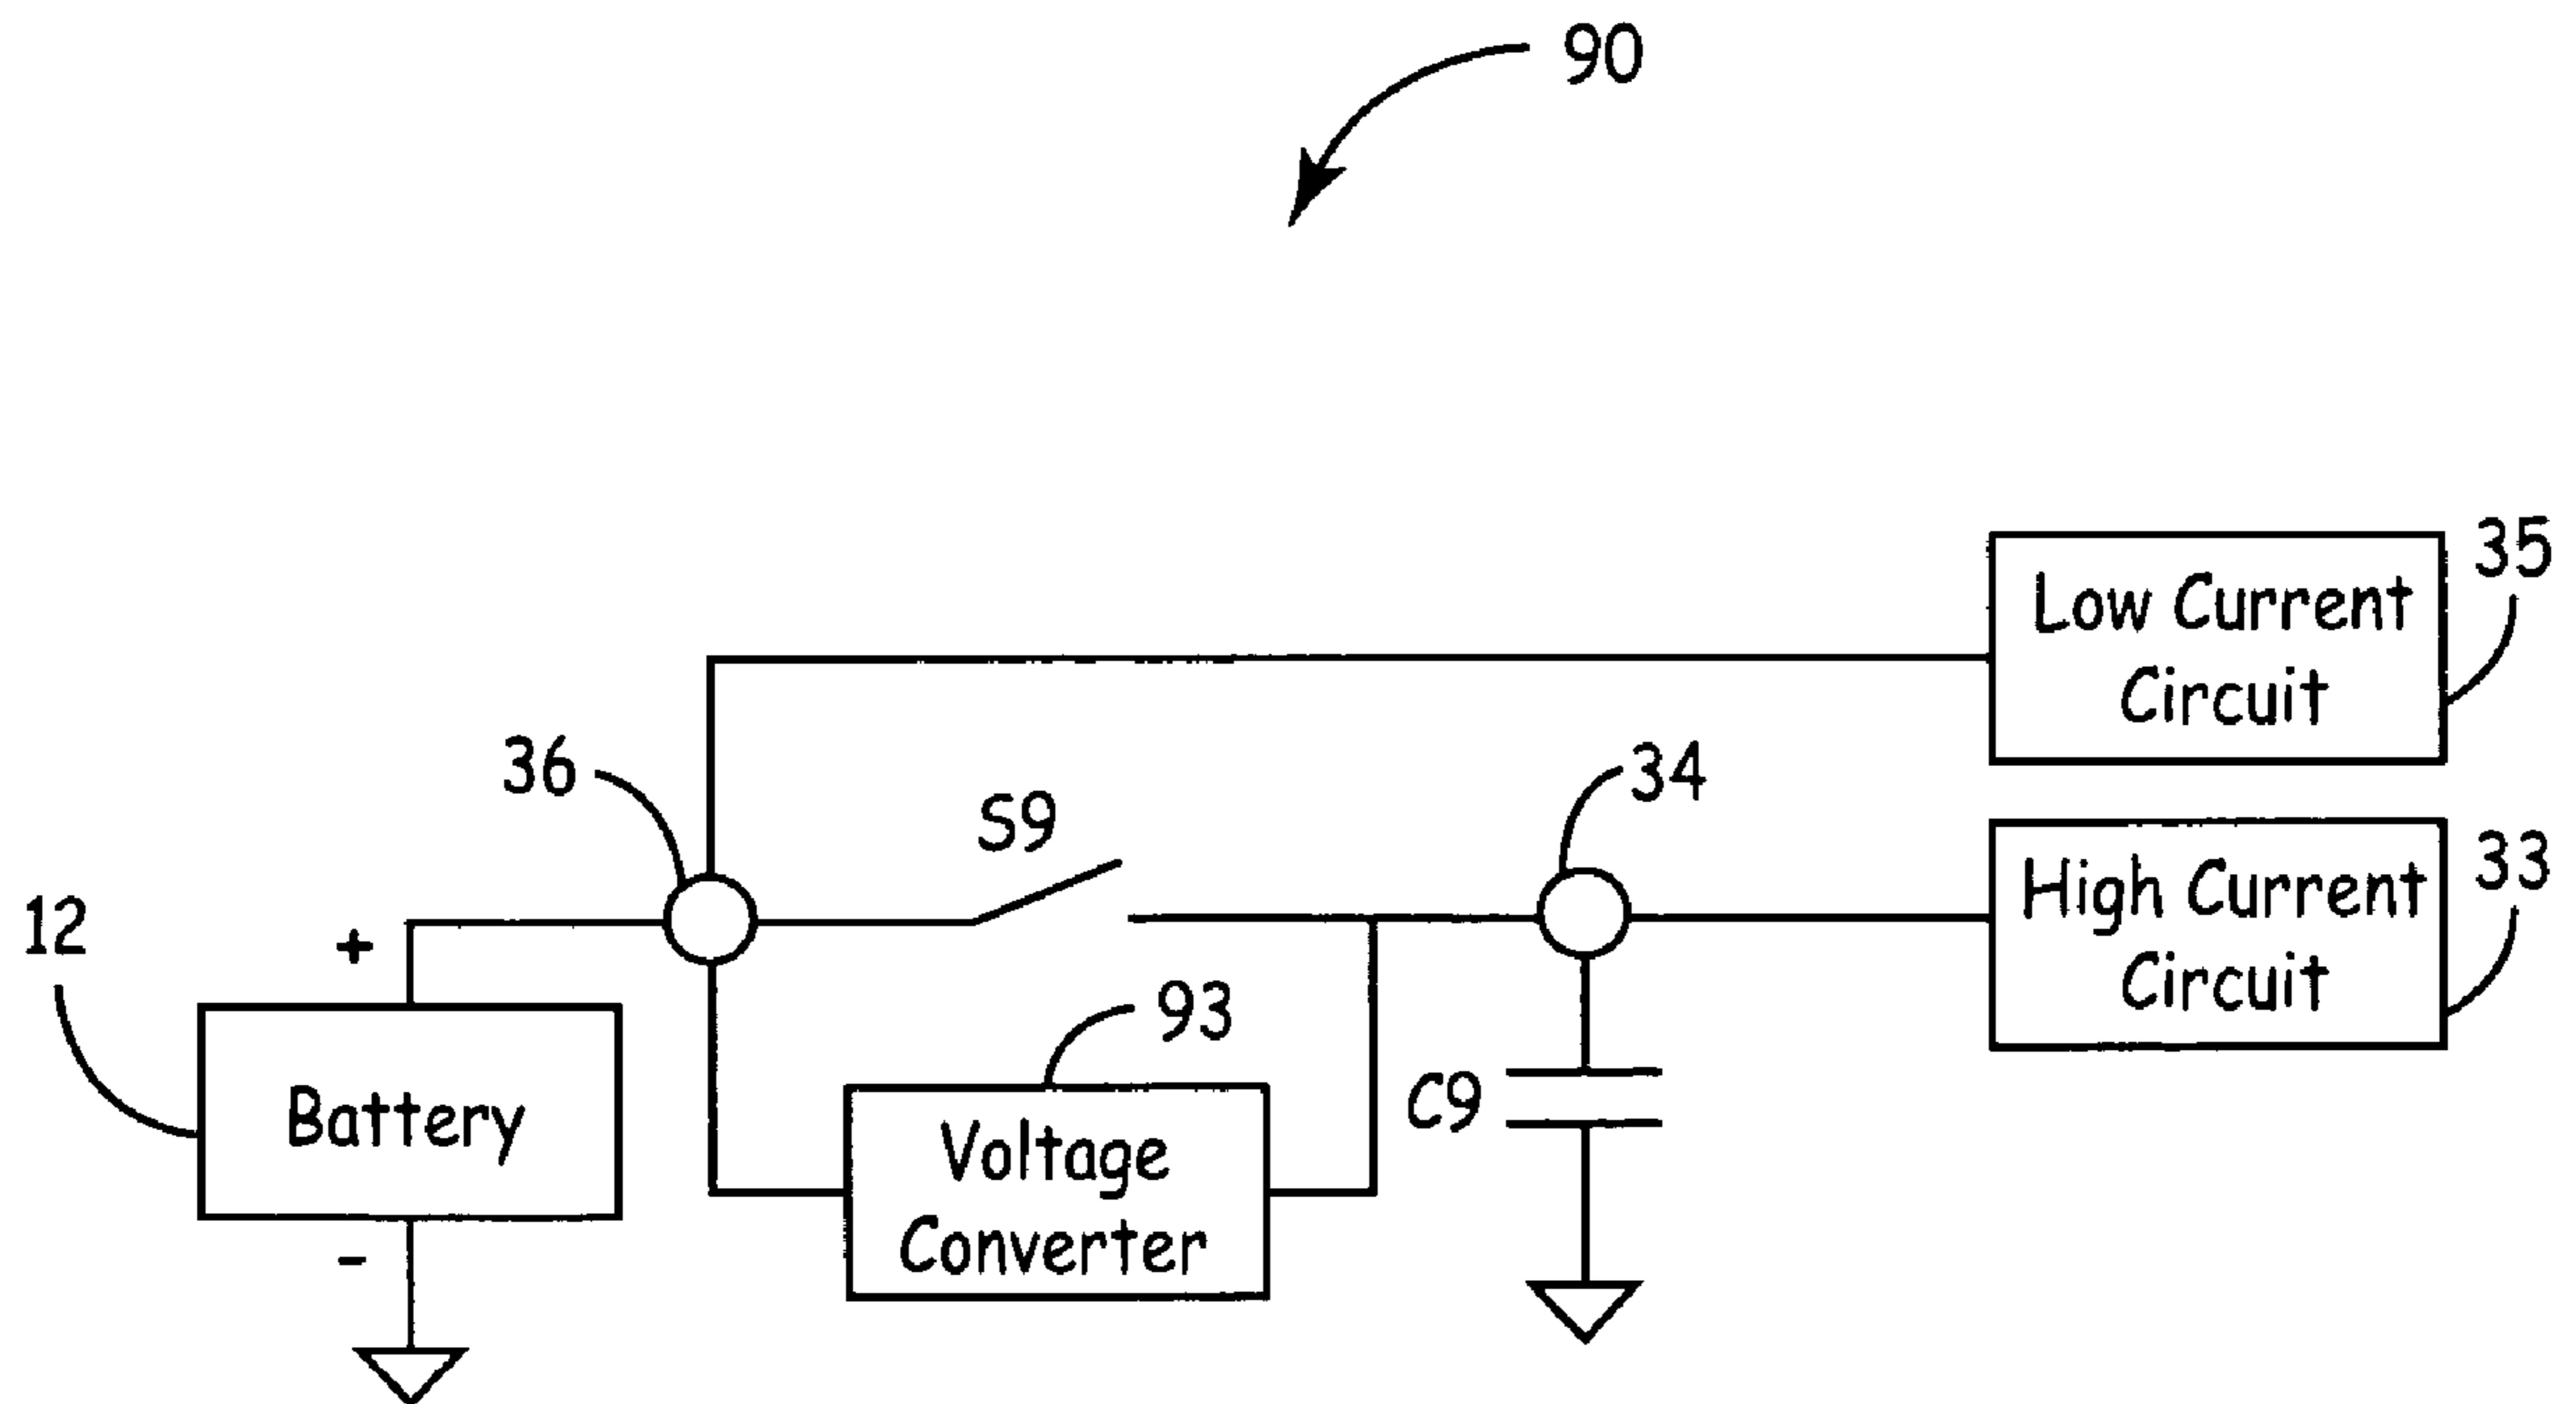 90
Low Current
Circuit
35
36
S9
34
High Current
Circuit
33
12
+
Battery
-
93
Voltage
Converter
C9